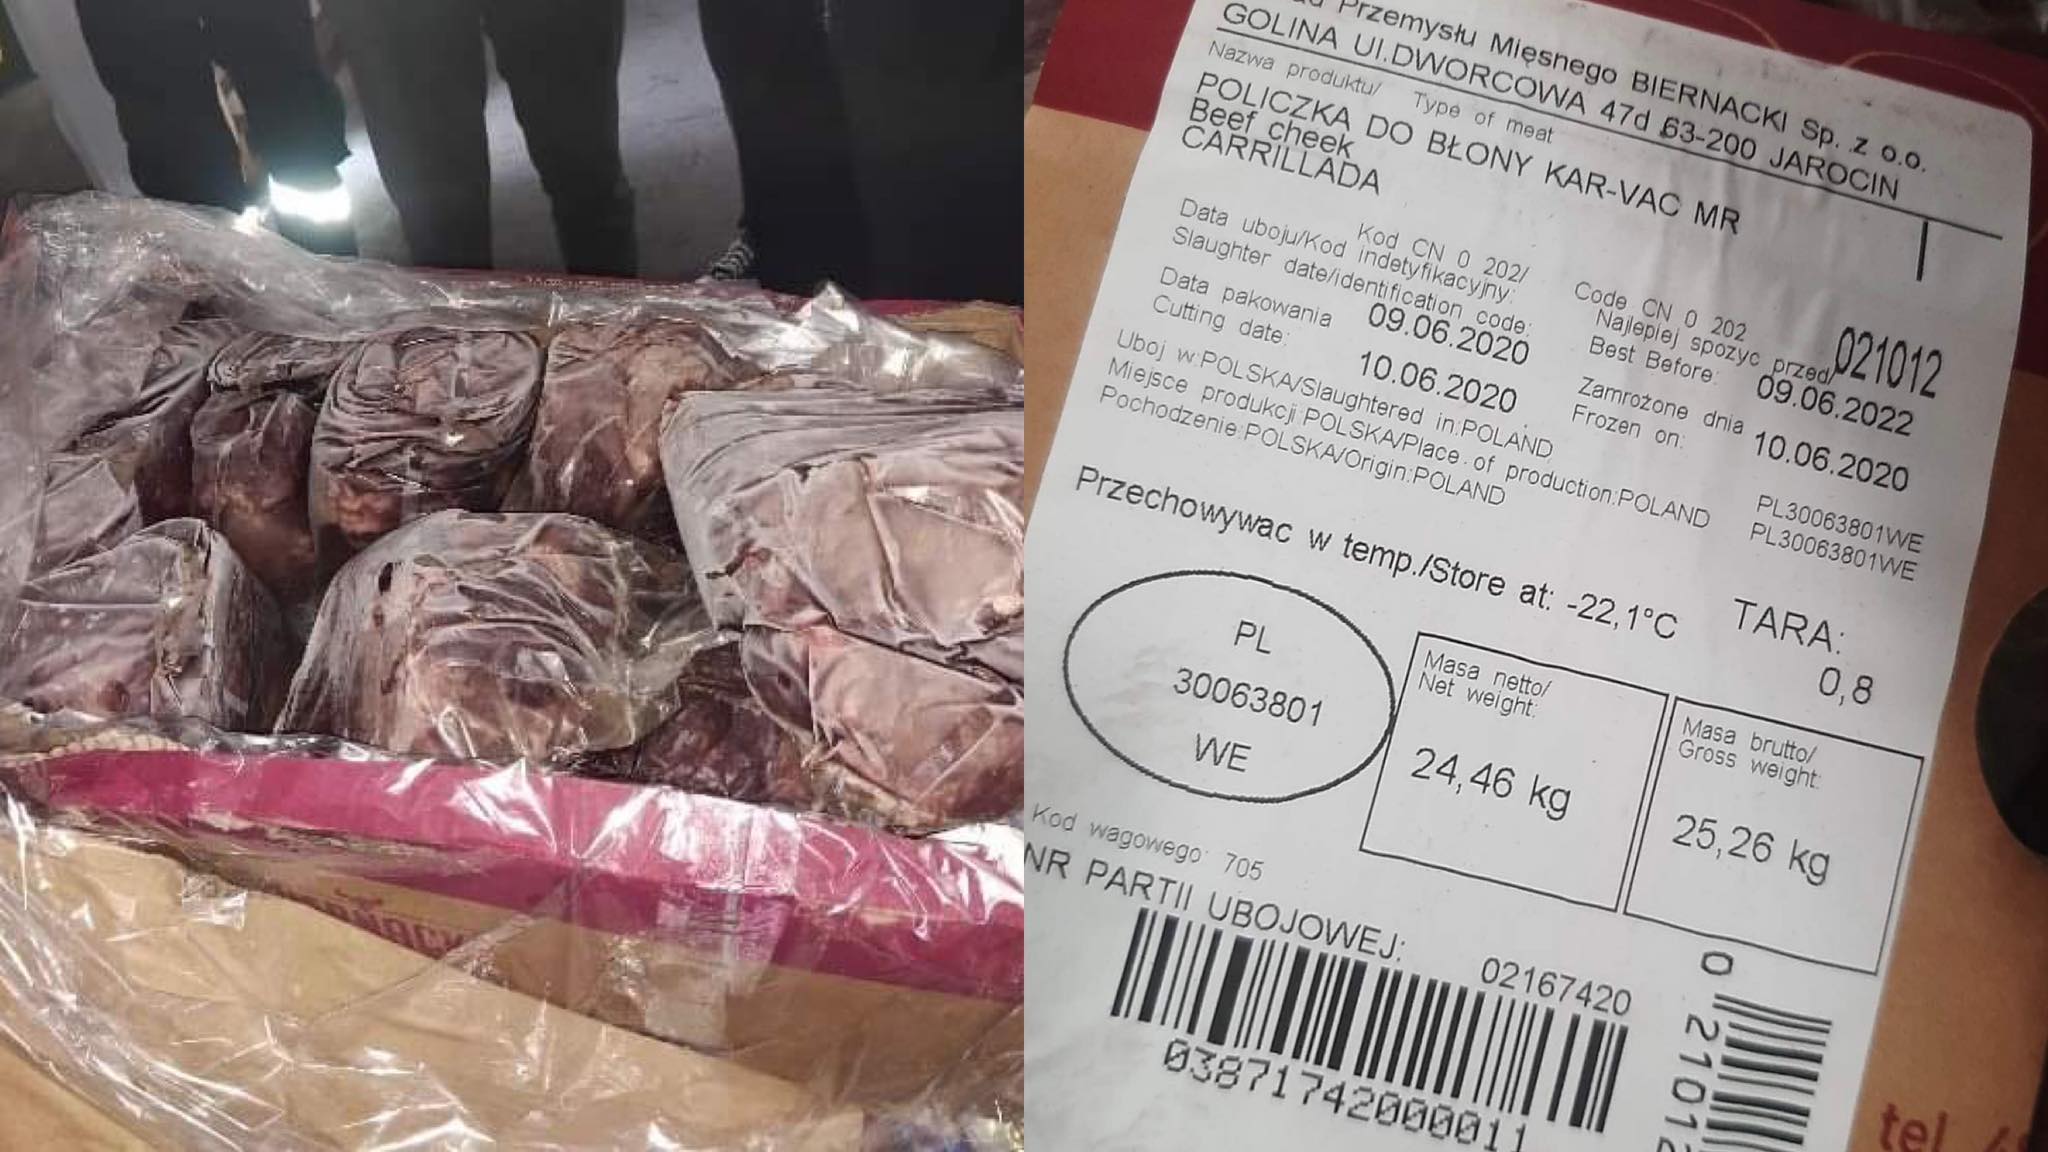 Przemysłu Mięsnego BIERNACKI Sp. z o.o.
GOLINA Ul.DWORCOWA 47d 63-200 JAROCIN
Nazwa produktu/ Type of meat
POLICZKA DO BŁONY KAR-VAC MR
Beef cheek
CARRILLADA
Kod CN 0 202/ Code CN 0 202
Data uboju/Kod indetyfikacyjny:
Slaughter date/identification code:
09.06.2020
Najlepiej spozyc przed/
Best Before:
09.06.2022
021012
Data pakowania
Cutting date:
10.06.2020
Zamrożone dnia
Frozen on:
10.06.2020
Uboj w:POLSKA/Slaughtered in:POLAND
PL30063801WE
Miejsce produkcji:POLSKA/Place of production:POLAND
PL30063801WE
Pochodzenie:POLSKA/Origin:POLAND
Przechowywac w temp./Store at: -22,1°C
TARA:
0,8
PL
30063801
WE
Masa netto/
Net weight:
24,46 kg
Masa brutto/
Gross weight:
25,26 kg
Kod wagowego: 705
NR PARTII UBOJOWEJ:
02167420
0387174200001 1
0 21012
tel